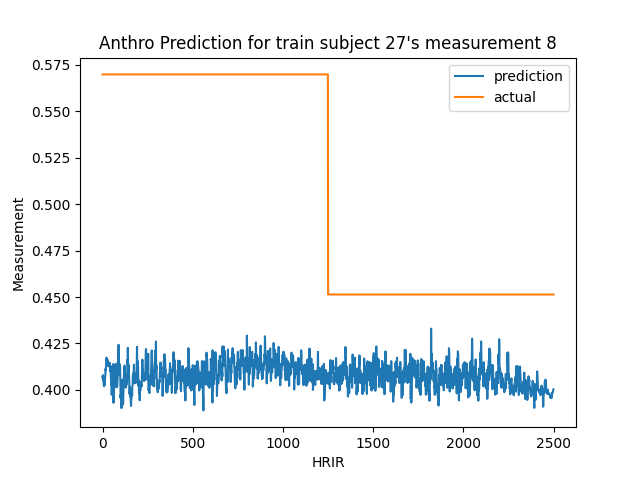 Anthro Prediction for train subject 27's measurement 8
prediction
actual
Measurement
0.575
0.550
0.525
0.500
0.475
0.450
0.425
0.400
0 500 1000 1500 2000 2500
HRIR